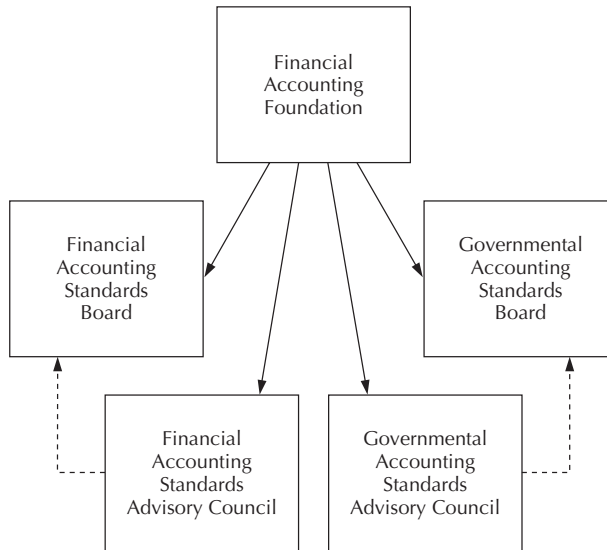 Financial
Accounting
Foundation
Financial
Accounting
Standards
Board
Governmental
Accounting
Standards
Board
Financial
Accounting
Standards
Advisory Council
Governmental
Accounting
Standards
Advisory Council